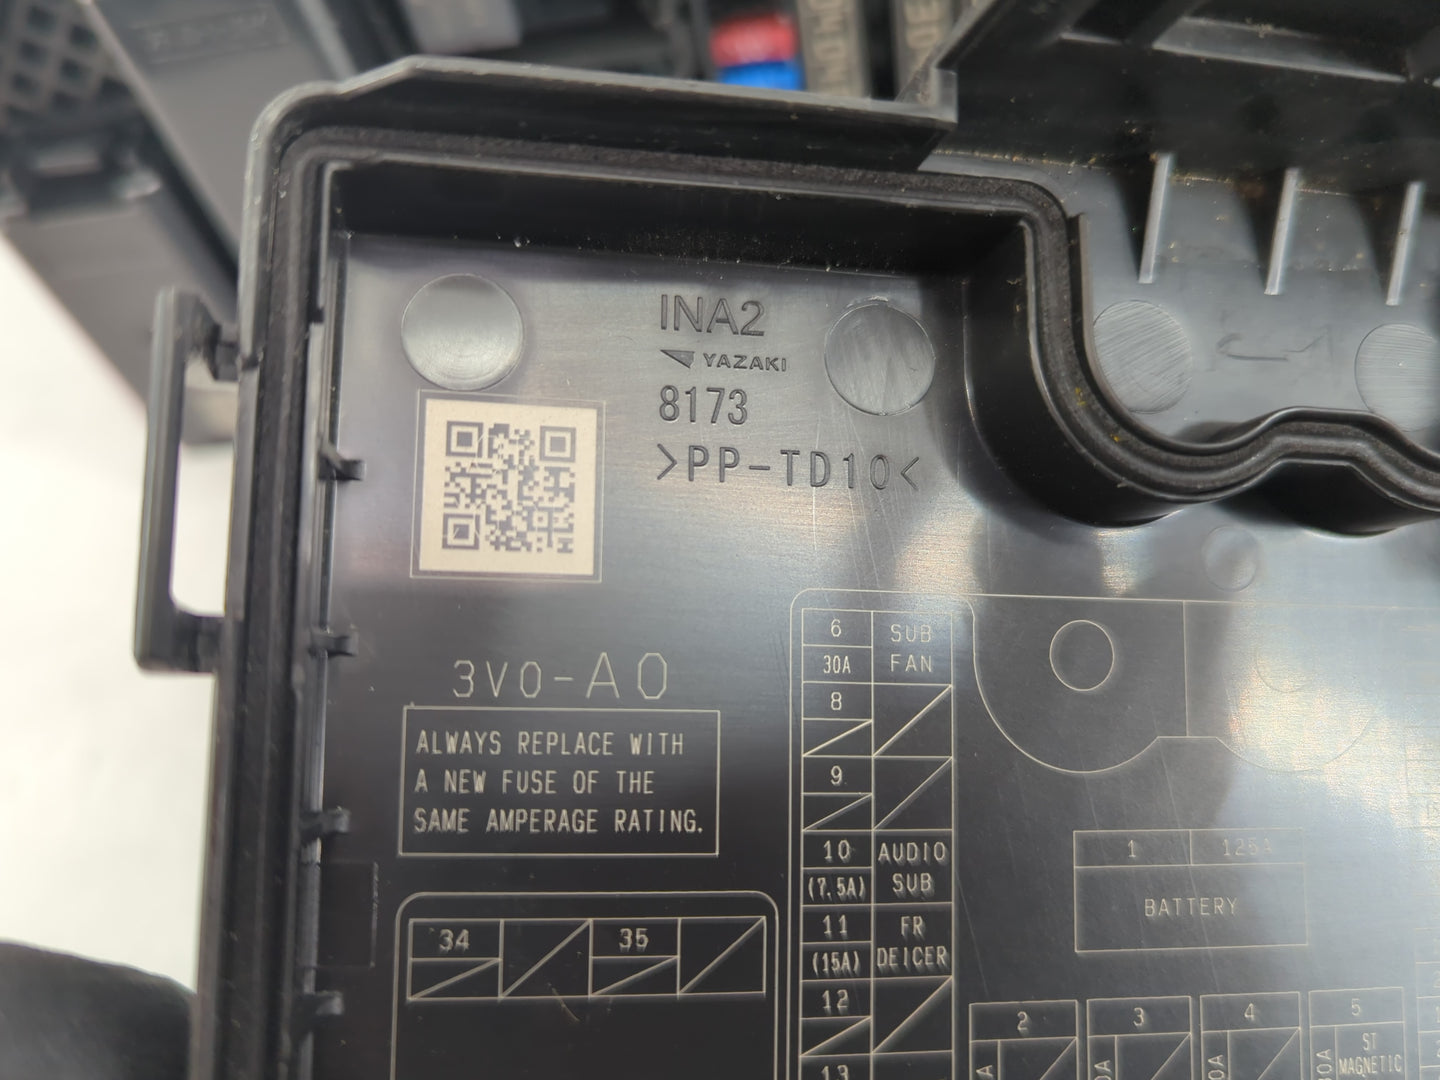 INA2
YAZAKI
8173
>PP-TD10<
3V0-A0
ALWAYS REPLACE WITH
A NEW FUSE OF THE
SAME AMPERAGE RATING.
34 35
6 SUB
30A FAN
8
9
10 AUDIO
(7.5A) SUB
11 FR
(15A) DEICER
12
13
1 125A
BATTERY
2 3 4 5
ST
MAGNETIC